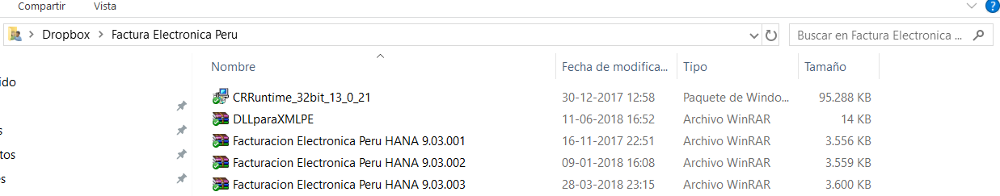 Compartir Vista
?
Dropbox Factura Electronica Peru Buscar en Factura Electronica ...
Nombre Fecha de modifica... Tipo Tamaño
ido
CRRuntime_32bit_13_0_21 30-12-2017 12:58 Paquete de Windo... 95.288 KB
DLLparaXMLPE 11-06-2018 16:52 Archivo WinRAR 14 KB
s
Facturacion Electronica Peru HANA 9.03.001 16-11-2017 22:51 Archivo WinRAR 3.556 KB
tos
Facturacion Electronica Peru HANA 9.03.002 09-01-2018 16:08 Archivo WinRAR 3.559 KB
es
Facturacion Electronica Peru HANA 9.03.003 28-03-2018 23:15 Archivo WinRAR 3.600 KB